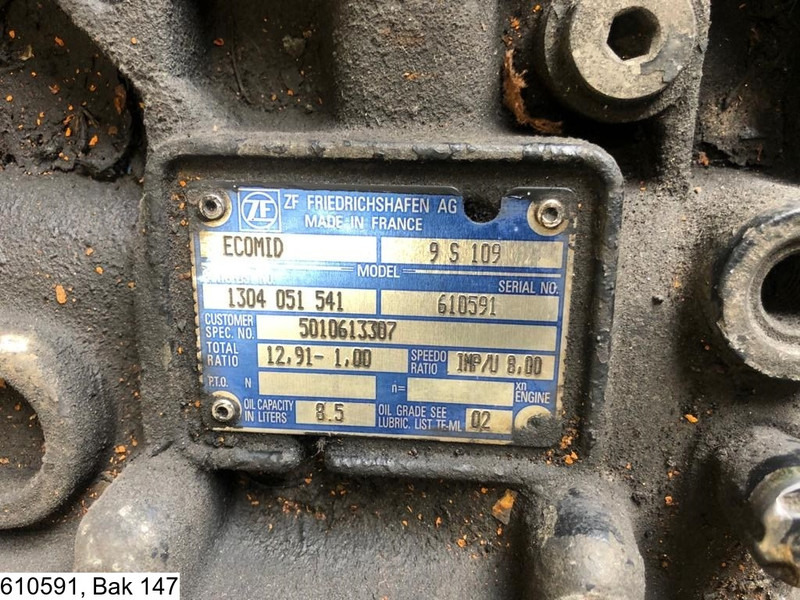 ZF FRIEDRICHSHAFEN AG
MADE IN FRANCE
ECOMID 9 S 109
MODEL
SERIAL NO.
1304 051 541 610591
CUSTOMER SPEC. NO. 5010613307
TOTAL RATIO 12,91- 1,00 SPEEDO RATIO IMP/U 8,00
P.T.O. N n= xn ENGINE
OIL CAPACITY IN LITERS 8.5 OIL GRADE SEE LUBRIC. LIST TE-ML 02
610591, Bak 147